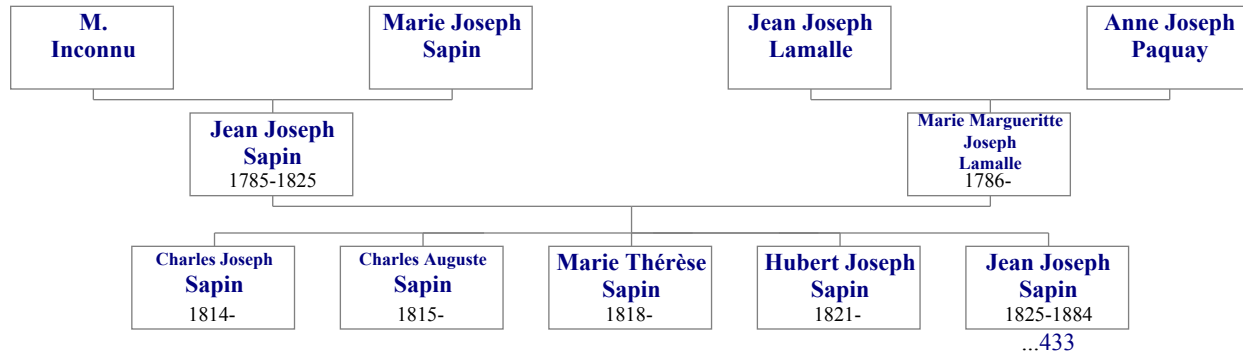 M.
Inconnu
Marie Joseph
Sapin
Jean Joseph
Lamalle
Anne Joseph
Paquay
Jean Joseph
Sapin
1785-1825
Marie Margueritte
Joseph
Lamalle
1786-
Charles Joseph
Sapin
1814-
Charles Auguste
Sapin
1815-
Marie Thérèse
Sapin
1818-
Hubert Joseph
Sapin
1821-
Jean Joseph
Sapin
1825-1884
...433